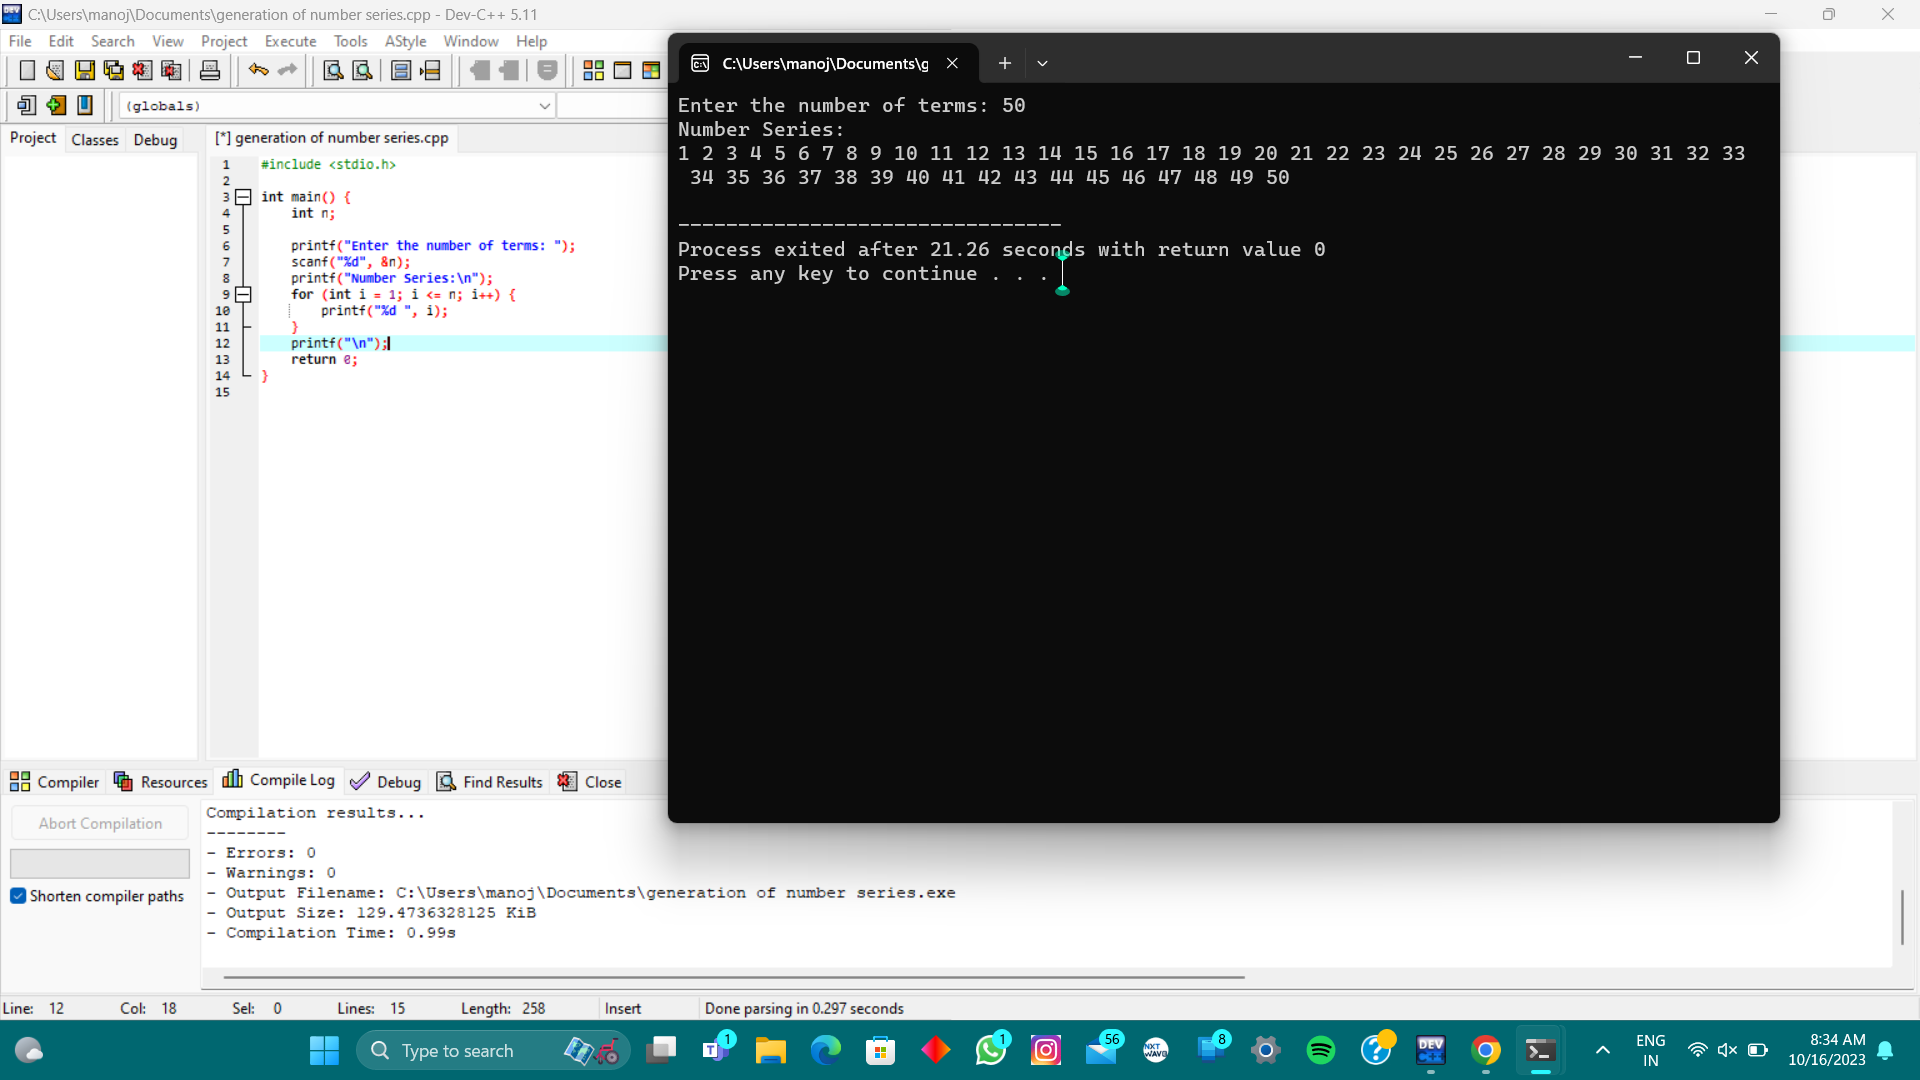 C:\Users\manoj\Documents\generation of number series.cpp - Dev-C++ 5.11
File Edit Search View Project Execute Tools AStyle Window Help
(globals)
Project Classes Debug
[*] generation of number series.cpp
1 #include <stdio.h>
2
3 int main() {
4 int n;
5
6 printf("Enter the number of terms: ");
7 scanf("%d", &n);
8 printf("Number Series:\n");
9 for (int i = 1; i <= n; i++) {
10 printf("%d ", i);
11 }
12 printf("\n");
13 return 0;
14 }
15
C:\Users\manoj\Documents\g
Enter the number of terms: 50
Number Series:
1 2 3 4 5 6 7 8 9 10 11 12 13 14 15 16 17 18 19 20 21 22 23 24 25 26 27 28 29 30 31 32 33
34 35 36 37 38 39 40 41 42 43 44 45 46 47 48 49 50
--------------------------------
Process exited after 21.26 seconds with return value 0
Press any key to continue . . .
Compiler Resources Compile Log Debug Find Results Close
Abort Compilation
Shorten compiler paths
Compilation results...
--------
- Errors: 0
- Warnings: 0
- Output Filename: C:\Users\manoj\Documents\generation of number series.exe
- Output Size: 129.4736328125 KiB
- Compilation Time: 0.99s
Line: 12 Col: 18 Sel: 0 Lines: 15 Length: 258 Insert Done parsing in 0.297 seconds
Type to search
1
1
56
NXT WAVE
8
DEV C++
ENG
IN
8:34 AM
10/16/2023